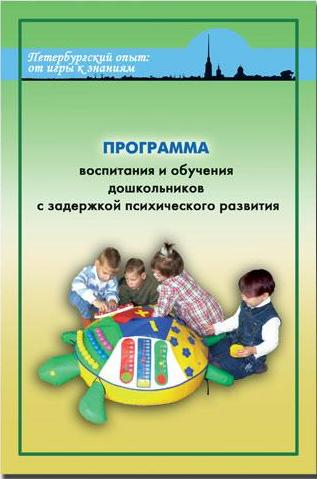 Петербургский опыт:
от игры к знаниям
ПРОГРАММА
воспитания и обучения
дошкольников
с задержкой психического развития